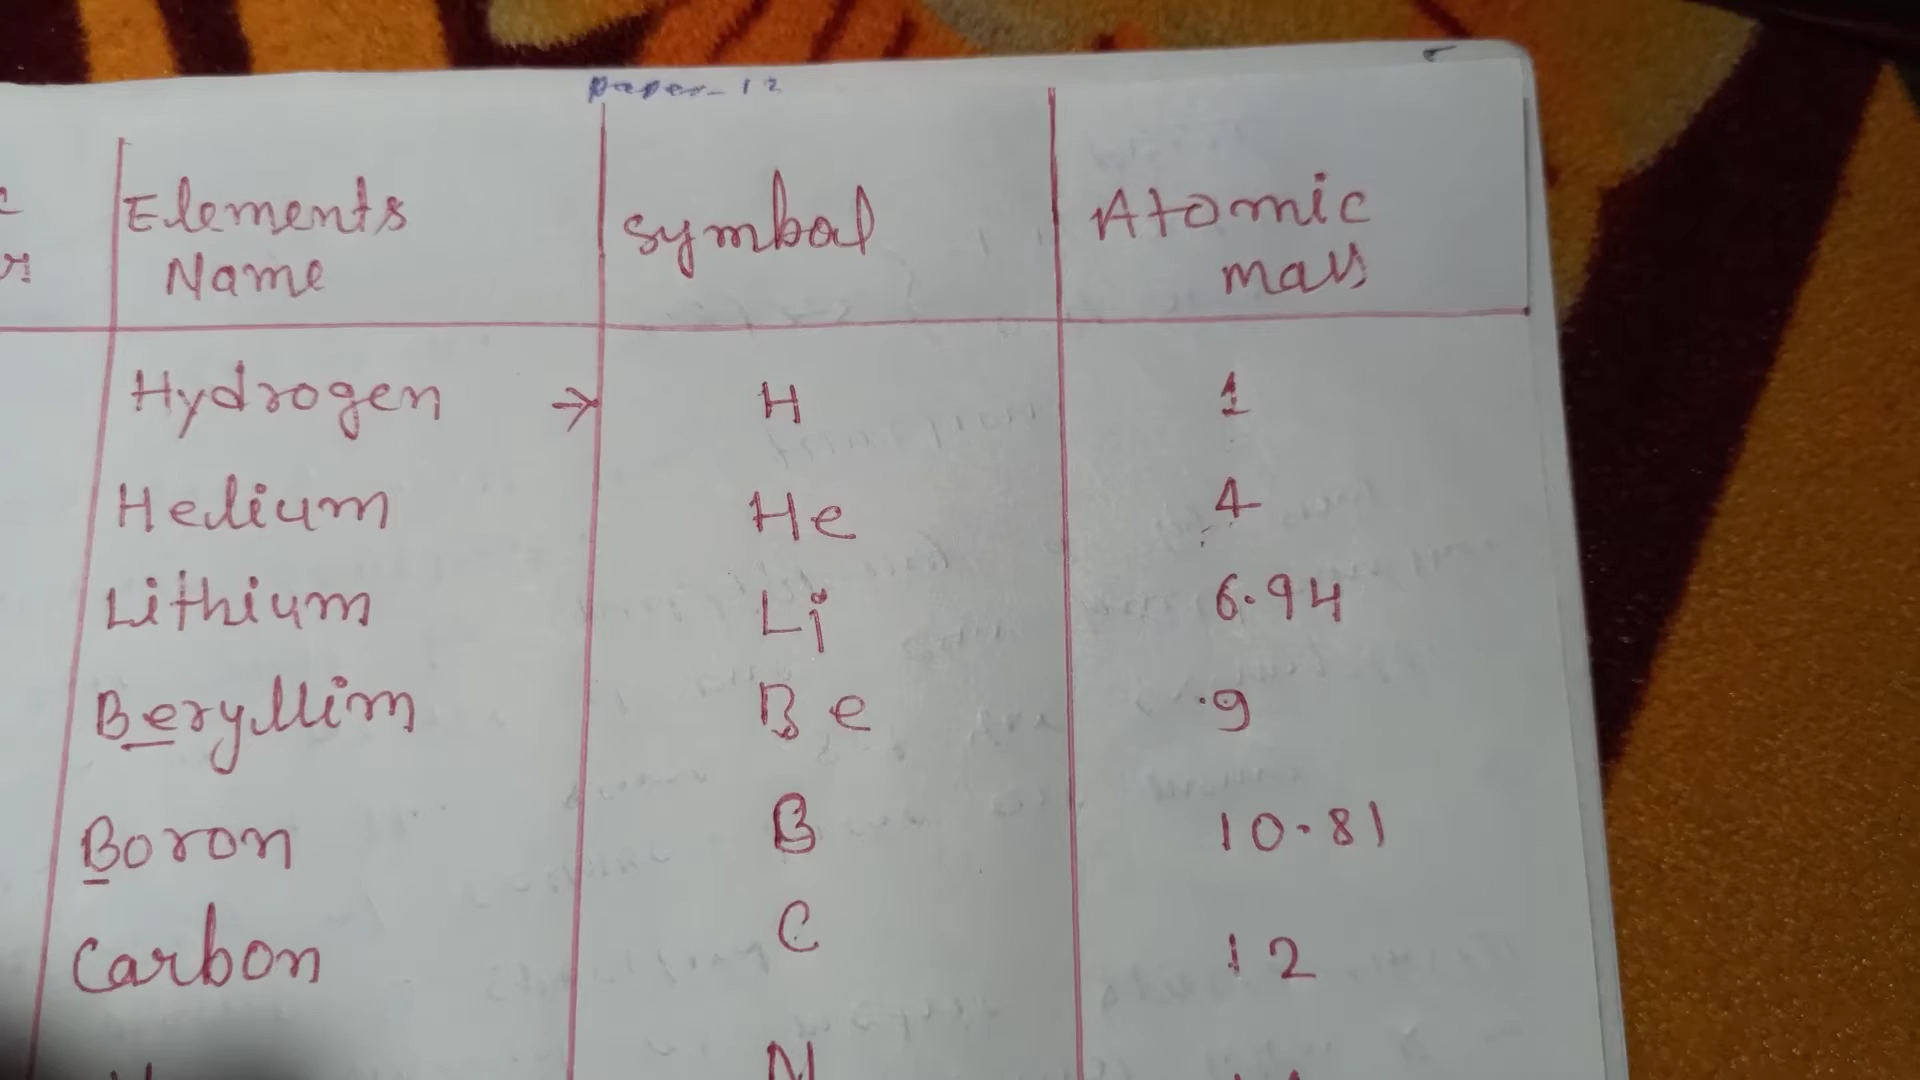 paper-12
Elements Name Symbol Atomic mass
Hydrogen → H 1
Helium He 4
Lithium Li 6.94
Beryllim Be 9
Boron B 10.81
Carbon C 12
N